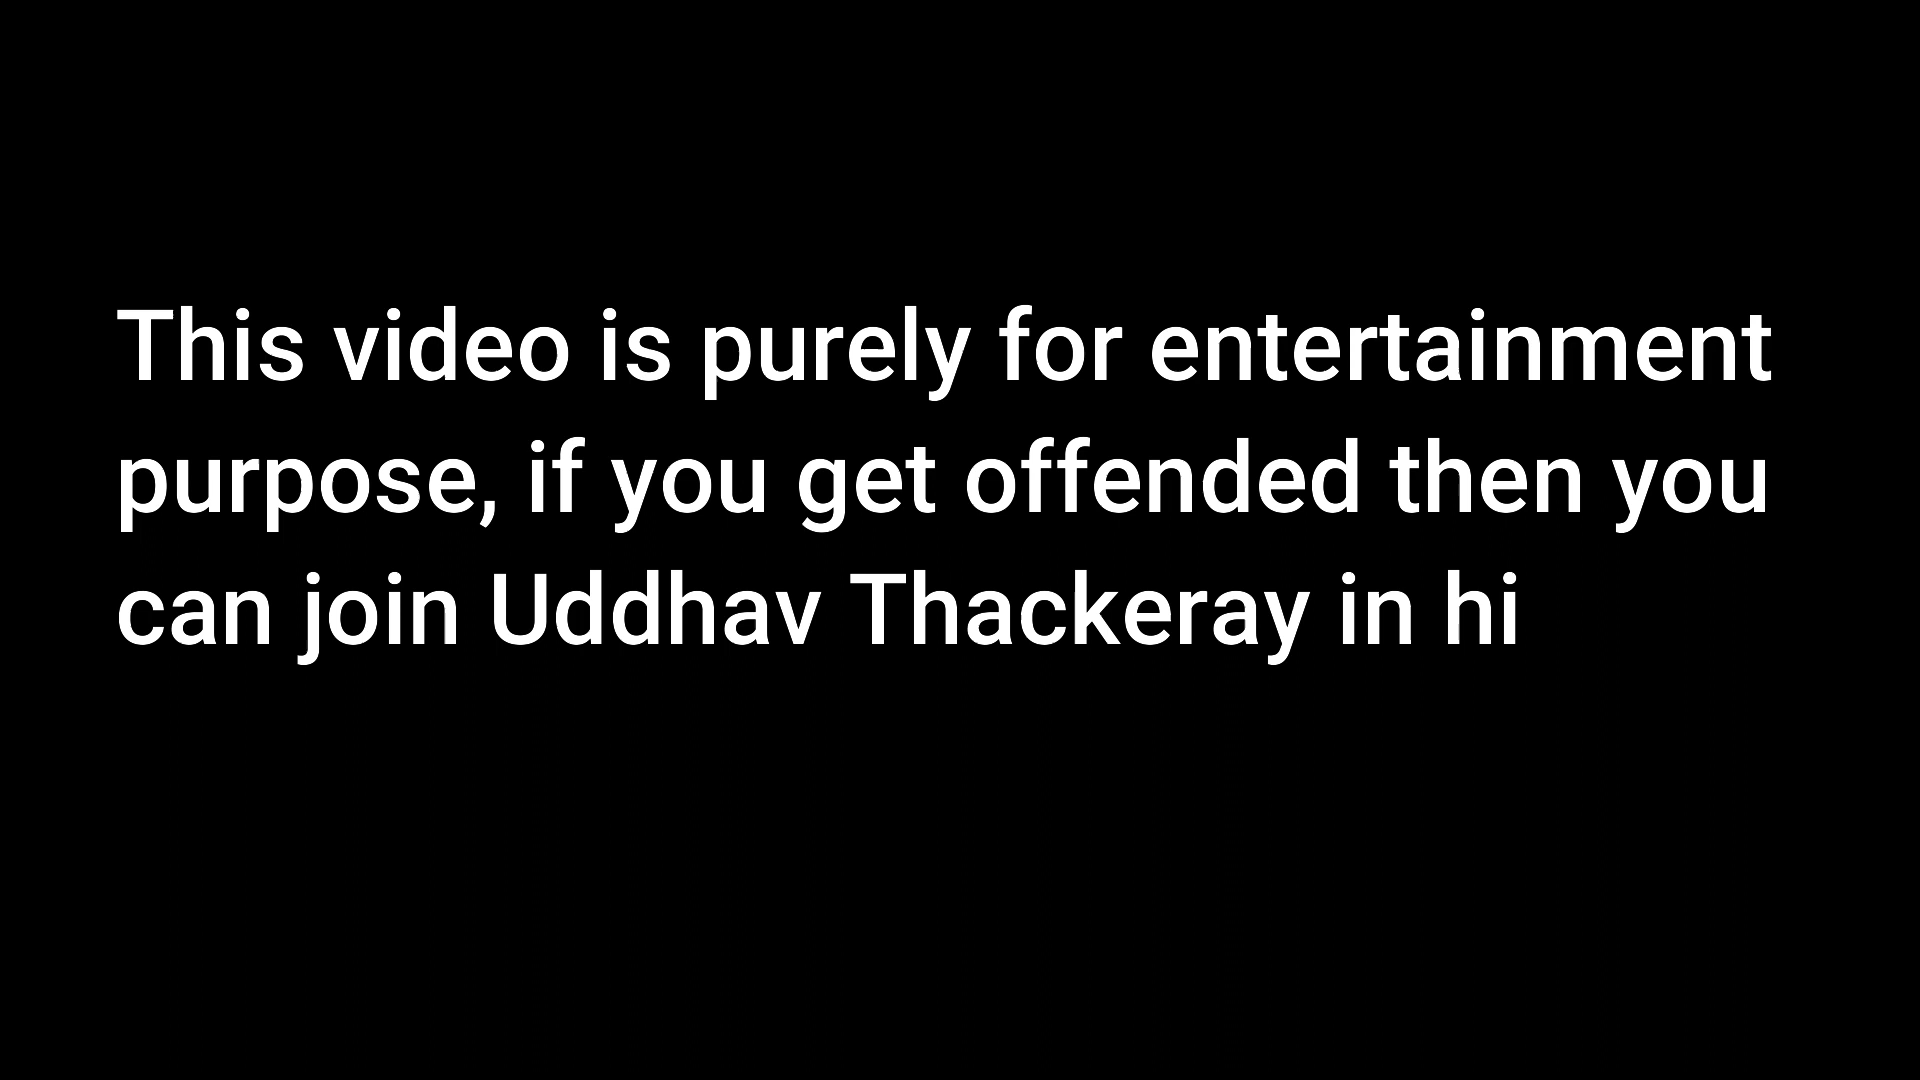 This video is purely for entertainment
purpose, if you get offended then you
can join Uddhav Thackeray in hi